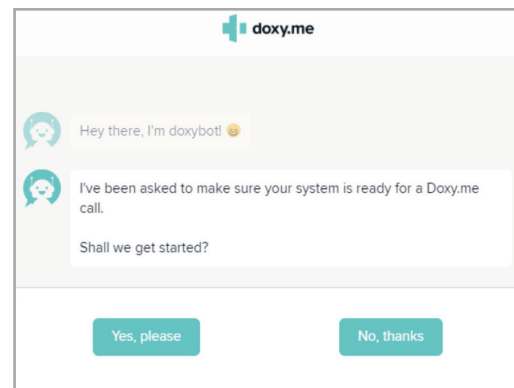 doxy.me
Hey there, I'm doxybot! 😄
I've been asked to make sure your system is ready for a Doxy.me
call.
Shall we get started?
Yes, please
No, thanks